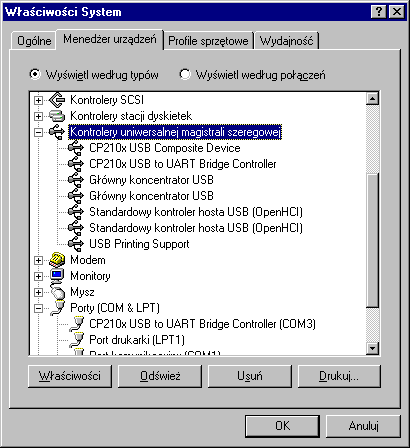 Właściwości System
Ogólne Menedżer urządzeń Profile sprzętowe Wydajność
Wyświetl według typów Wyświetl według połączeń
Kontrolery SCSI
Kontrolery stacji dyskietek
Kontrolery uniwersalnej magistrali szeregowej
CP210x USB Composite Device
CP210x USB to UART Bridge Controller
Główny koncentrator USB
Główny koncentrator USB
Standardowy kontroler hosta USB (OpenHCI)
Standardowy kontroler hosta USB (OpenHCI)
USB Printing Support
Modem
Monitory
Mysz
Porty (COM & LPT)
CP210x USB to UART Bridge Controller (COM3)
Port drukarki (LPT1)
Port komunikacyjny (COM1)
Właściwości Odśwież Usuń Drukuj...
OK Anuluj